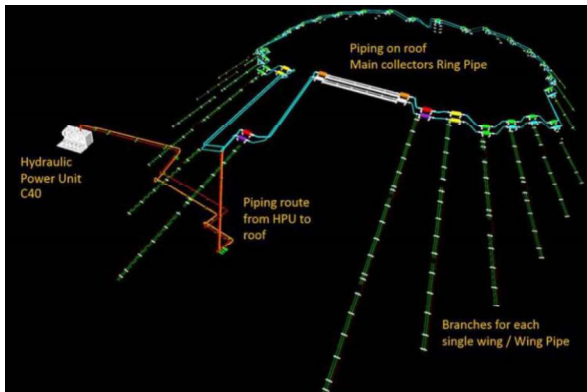 Piping on roof
Main collectors Ring Pipe
Hydraulic
Power Unit
C40
Piping route
from HPU to
roof
Branches for each
single wing / Wing Pipe